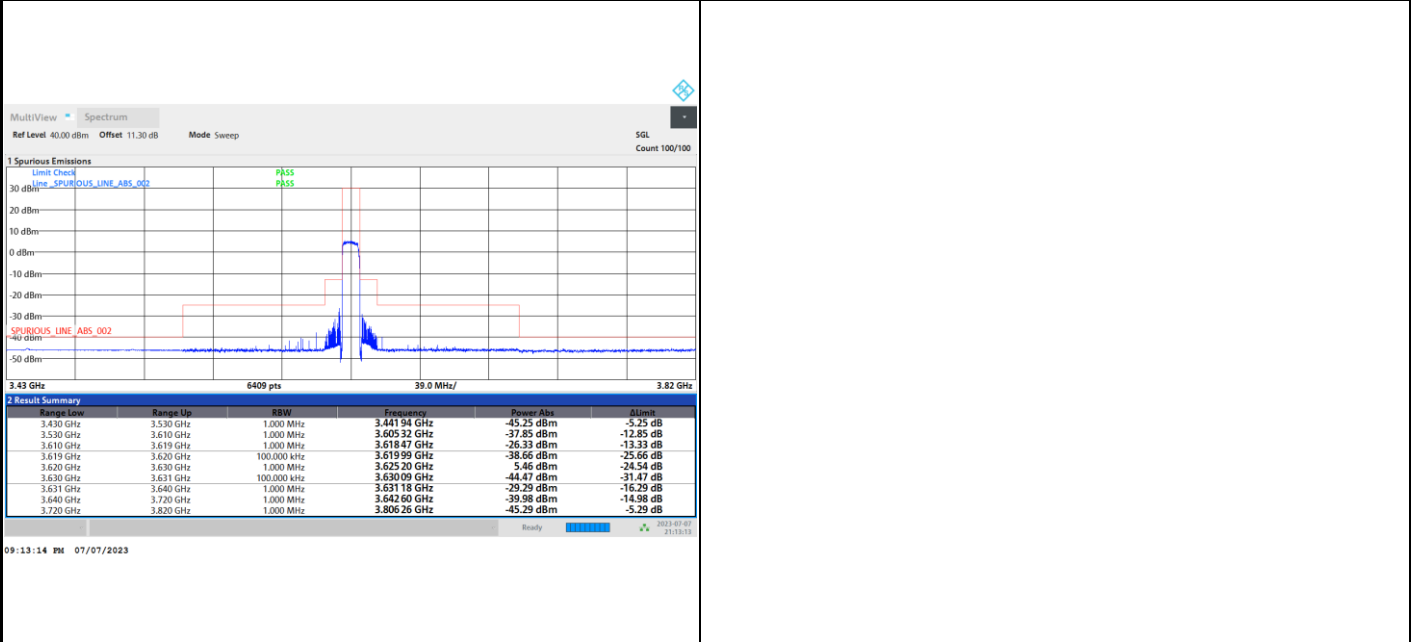 MultiView Spectrum
Ref Level 40.00 dBm Offset 11.30 dB Mode Sweep SGL
Count 100/100
1 Spurious Emissions
Limit Check PASS
Line _SPURIOUS_LINE_ABS_002 PASS
30 dBm
20 dBm
10 dBm
0 dBm
-10 dBm
-20 dBm
-30 dBm
_SPURIOUS_LINE_ABS_002
-40 dBm
-50 dBm
3.43 GHz 6409 pts 39.0 MHz/ 3.82 GHz
2 Result Summary
Range Low Range Up RBW Frequency Power Abs ΔLimit
3.430 GHz 3.530 GHz 1.000 MHz 3.441 94 GHz -45.25 dBm -5.25 dB
3.530 GHz 3.610 GHz 1.000 MHz 3.605 32 GHz -37.85 dBm -12.85 dB
3.610 GHz 3.619 GHz 1.000 MHz 3.618 47 GHz -26.33 dBm -13.33 dB
3.619 GHz 3.620 GHz 100.000 kHz 3.619 99 GHz -38.66 dBm -25.66 dB
3.620 GHz 3.630 GHz 1.000 MHz 3.625 20 GHz 5.46 dBm -24.54 dB
3.630 GHz 3.631 GHz 100.000 kHz 3.630 09 GHz -44.47 dBm -31.47 dB
3.631 GHz 3.640 GHz 1.000 MHz 3.631 18 GHz -29.29 dBm -16.29 dB
3.640 GHz 3.720 GHz 1.000 MHz 3.642 60 GHz -39.98 dBm -14.98 dB
3.720 GHz 3.820 GHz 1.000 MHz 3.806 26 GHz -45.29 dBm -5.29 dB
Ready 2023-07-07
21:13:13
09:13:14 PM 07/07/2023